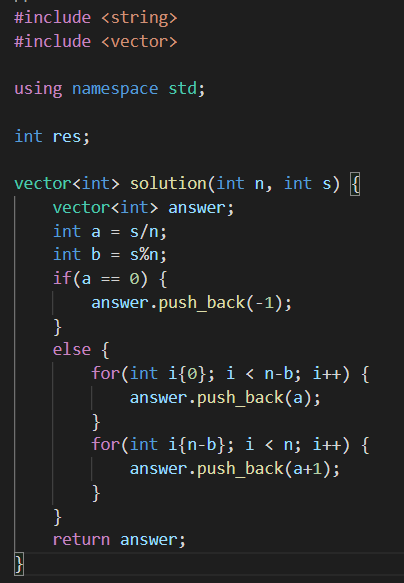 #include <string>
#include <vector>
using namespace std;
int res;
vector<int> solution(int n, int s) {
vector<int> answer;
int a = s/n;
int b = s%n;
if(a == 0) {
answer.push_back(-1);
}
else {
for(int i{0}; i < n-b; i++) {
answer.push_back(a);
}
for(int i{n-b}; i < n; i++) {
answer.push_back(a+1);
}
}
return answer;
}